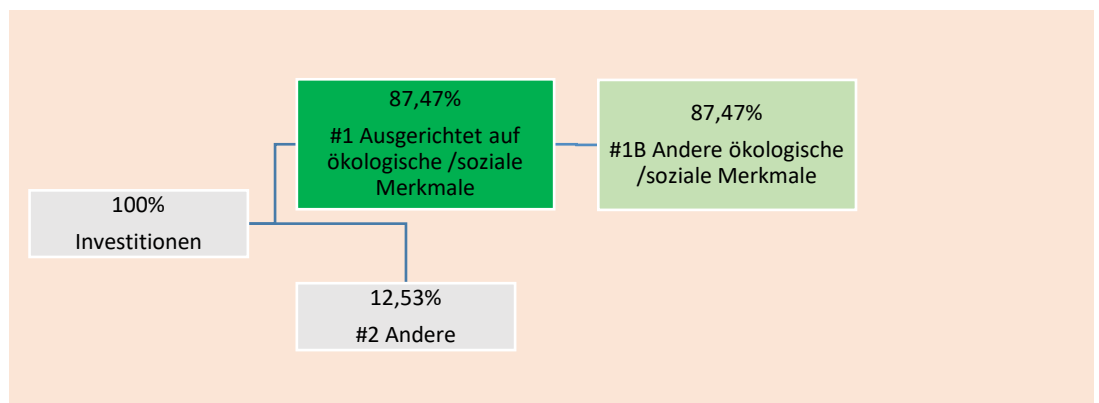 87,47%
#1 Ausgerichtet auf
ökologische /soziale
Merkmale
87,47%
#1B Andere ökologische
/soziale Merkmale
100%
Investitionen
12,53%
#2 Andere